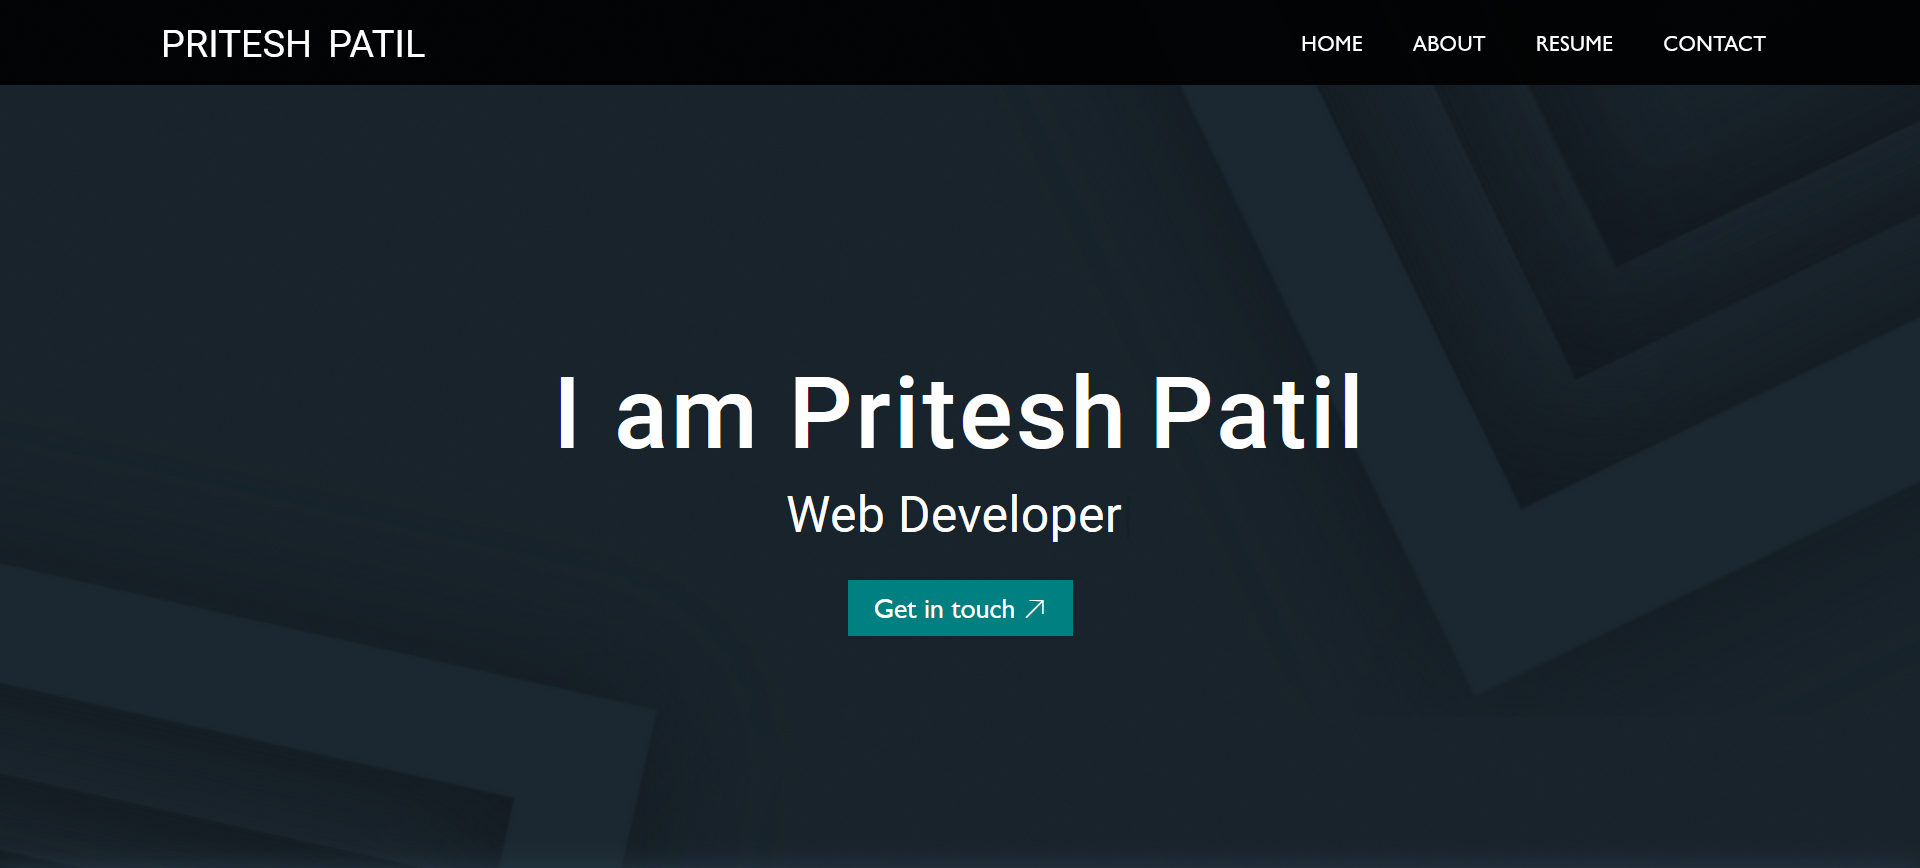 PRITESH PATIL
HOME ABOUT RESUME CONTACT
I am Pritesh Patil
Web Developer
Get in touch